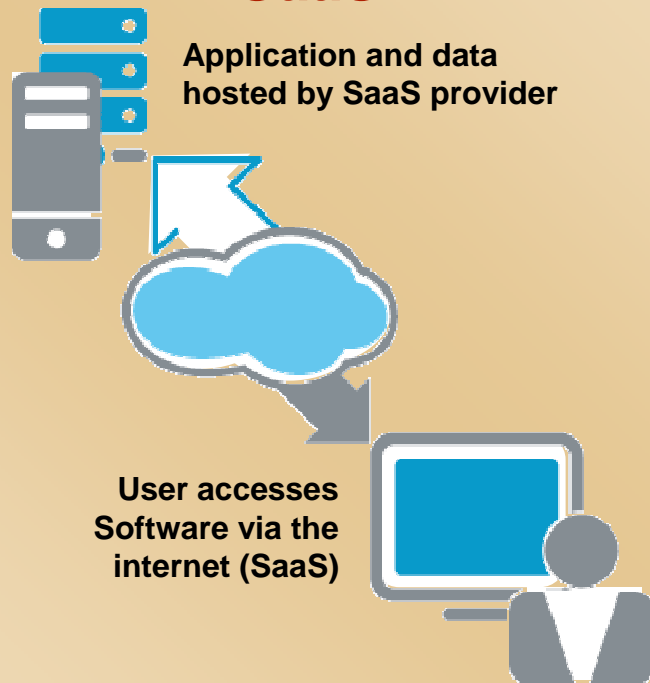 Application and data
hosted by SaaS provider
User accesses
Software via the
internet (SaaS)